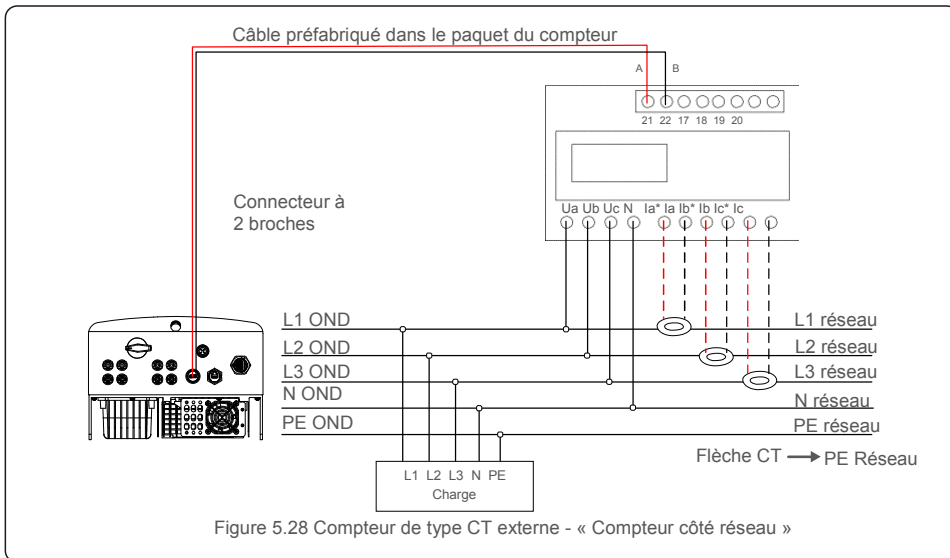 Câble préfabriqué dans le paquet du compteur
A B
21 22 17 18 19 20
Connecteur à
2 broches
Ua Ub Uc N Ia* Ia Ib* Ib Ic* Ic
L1 OND L1 réseau
L2 OND L2 réseau
L3 OND L3 réseau
N OND N réseau
PE OND PE réseau
Flèche CT PE Réseau
L1 L2 L3 N PE
Charge
Figure 5.28 Compteur de type CT externe - « Compteur côté réseau »